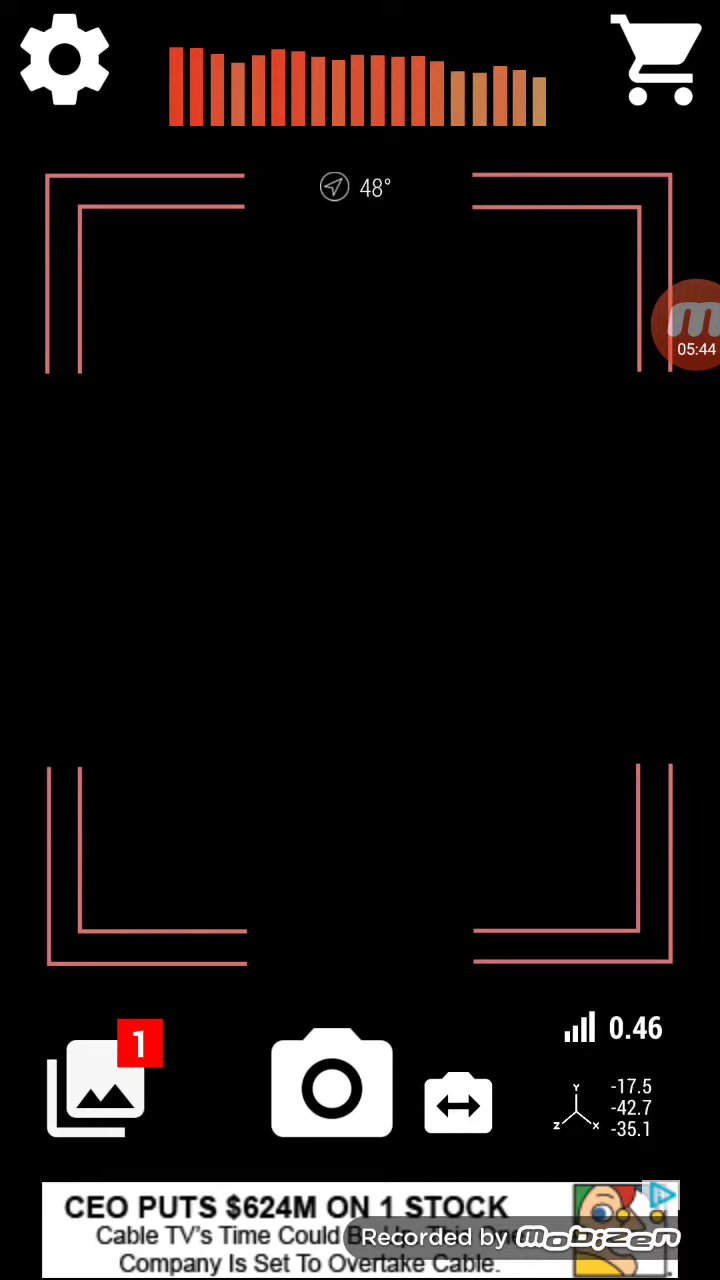 48°
05:44
1
0.46
Y
Z
X
-17.5
-42.7
-35.1
CEO PUTS $624M ON 1 STOCK
Cable TV's Time Could
Company Is Set To Overtake Cable.
Recorded by mobizen